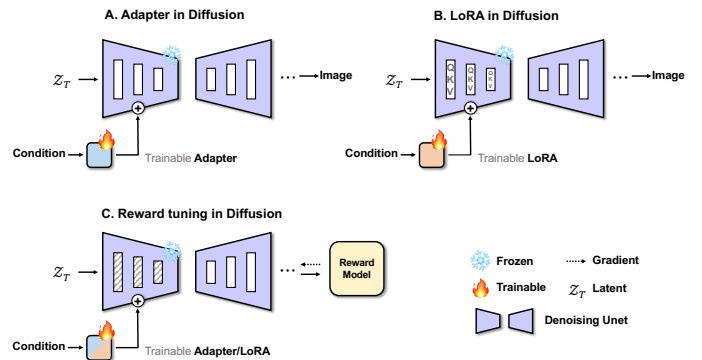 A. Adapter in Diffusion
Z_T
... Image
Condition
Trainable Adapter
B. LoRA in Diffusion
Q K V
Q K V
Q K V
Z_T
... Image
Condition
Trainable LoRA
C. Reward tuning in Diffusion
Z_T
...
Reward
Model
Condition
Trainable Adapter/LoRA
Frozen
Gradient
Trainable
Z_T Latent
Denoising Unet